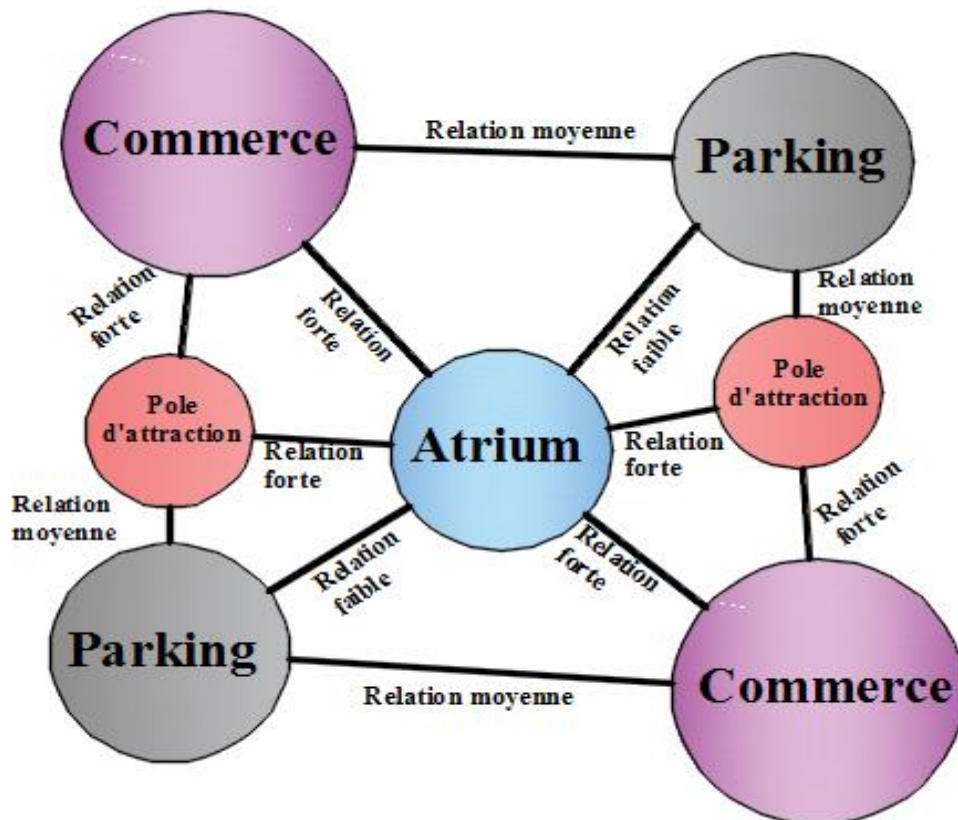 Commerce
Relation moyenne
Parking
Relation
forte
Relation
forte
Relation
faible
Relation
moyenne
Pole
d'attraction
Pole
d'attraction
Atrium
Relation
forte
Relation
forte
Relation
moyenne
Relation
faible
Relation
forte
Relation
forte
Parking
Relation moyenne
Commerce